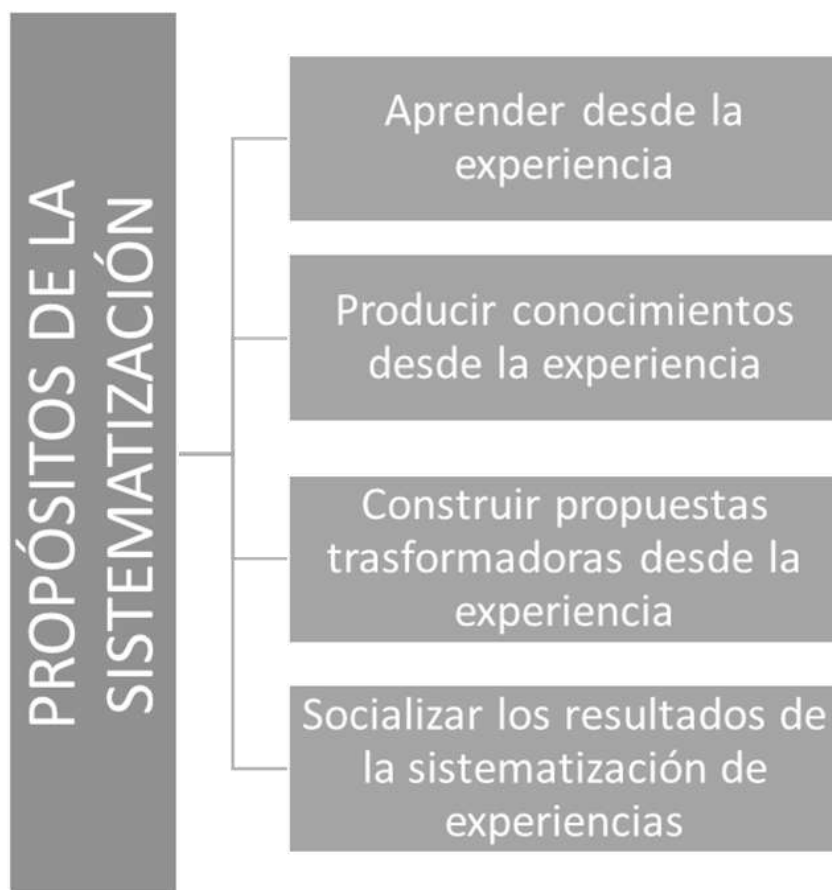 PROPÓSITOS DE LA
SISTEMATIZACIÓN
Aprender desde la
experiencia
Producir conocimientos
desde la experiencia
Construir propuestas
trasformadoras desde la
experiencia
Socializar los resultados de
la sistematización de
experiencias